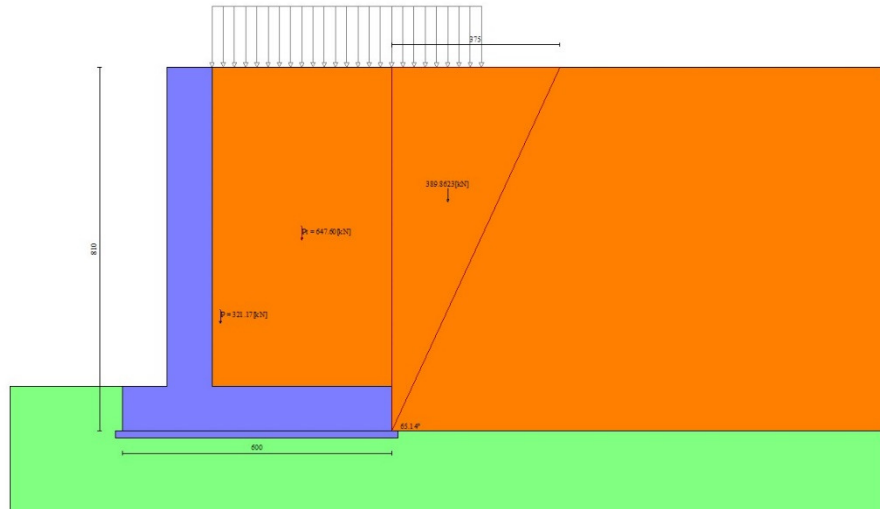 375
389.8623[kN]
Pt = 647.60[kN]
810
P = 321.17[kN]
65.14°
600